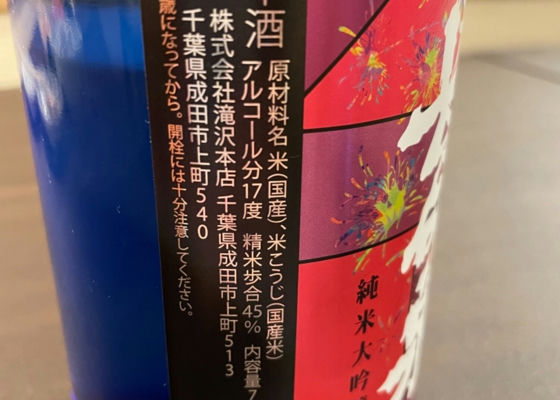 純米大吟
酒
原材料名 米(国産)、米こうじ(国産米)
アルコール分17度 精米歩合45% 内容量7
株式会社滝沢本店 千葉県成田市上町513
千葉県成田市上町540
歳になってから。開栓には十分注意してください。